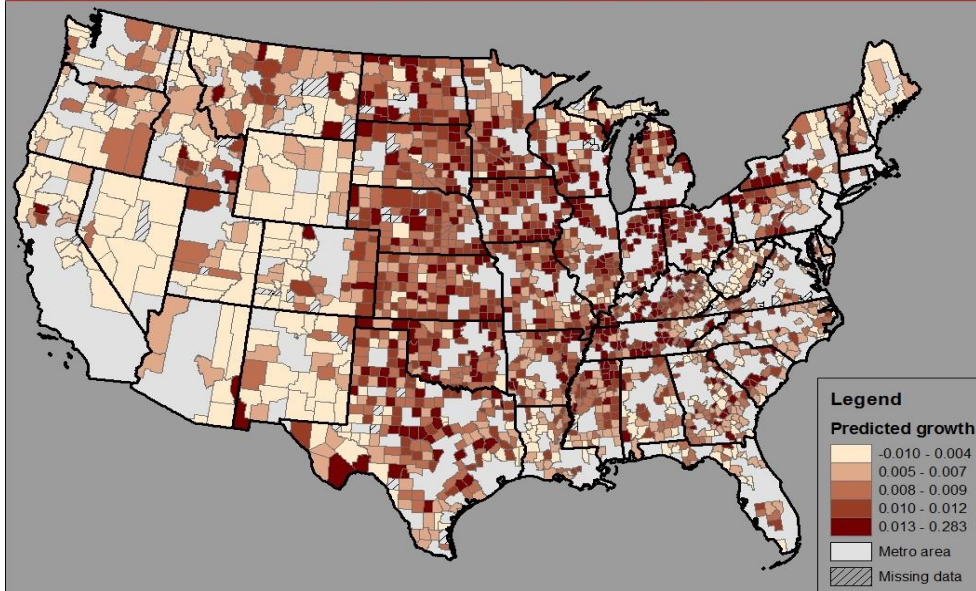 Legend
Predicted growth
-0.010 - 0.004
0.005 - 0.007
0.008 - 0.009
0.010 - 0.012
0.013 - 0.283
Metro area
Missing data